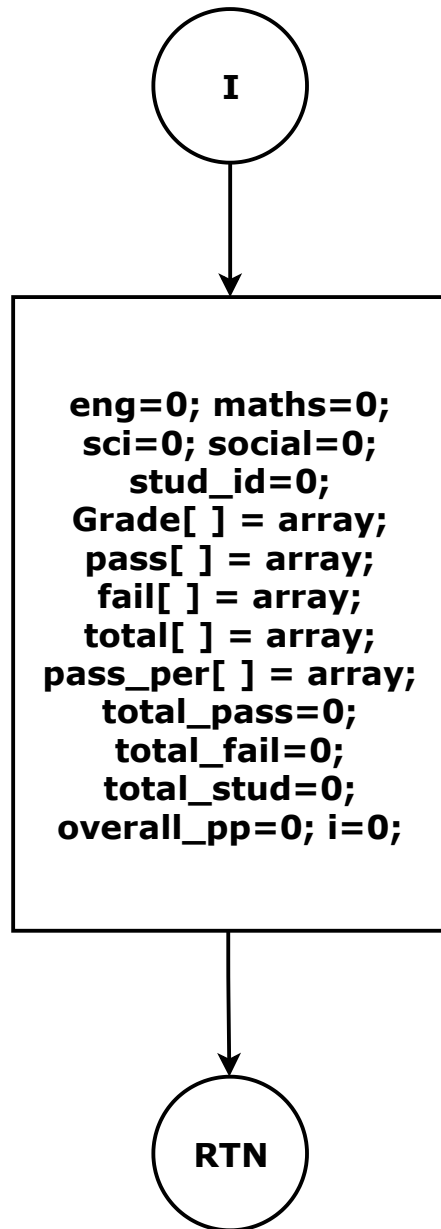 I
eng=0; maths=0;
sci=0; social=0;
stud_id=0;
Grade[ ] = array;
pass[ ] = array;
fail[ ] = array;
total[ ] = array;
pass_per[ ] = array;
total_pass=0;
total_fail=0;
total_stud=0;
overall_pp=0; i=0;
RTN